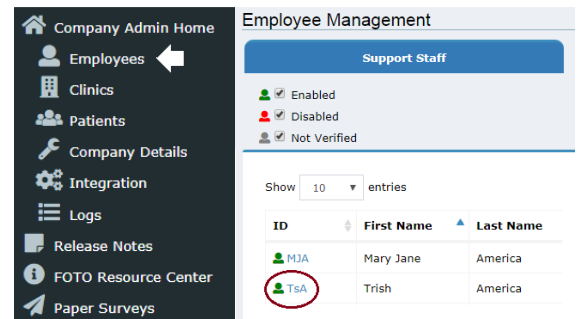 Company Admin Home
Employees
Clinics
Patients
Company Details
Integration
Logs
Release Notes
FOTO Resource Center
Paper Surveys
Employee Management
Support Staff
Enabled
Disabled
Not Verified
Show 10 entries
ID First Name Last Name
MJA Mary Jane America
TsA Trish America